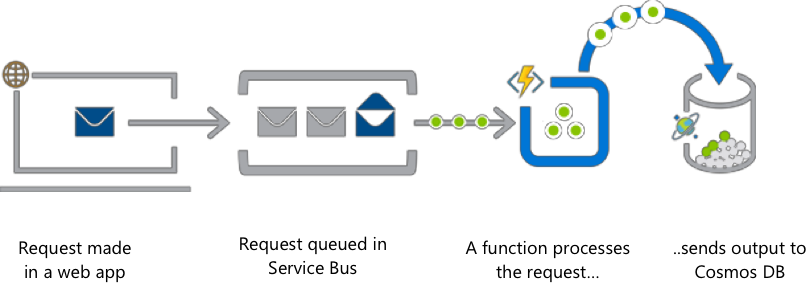 Request made
in a web app
Request queued in
Service Bus
A function processes
the request...
..sends output to
Cosmos DB